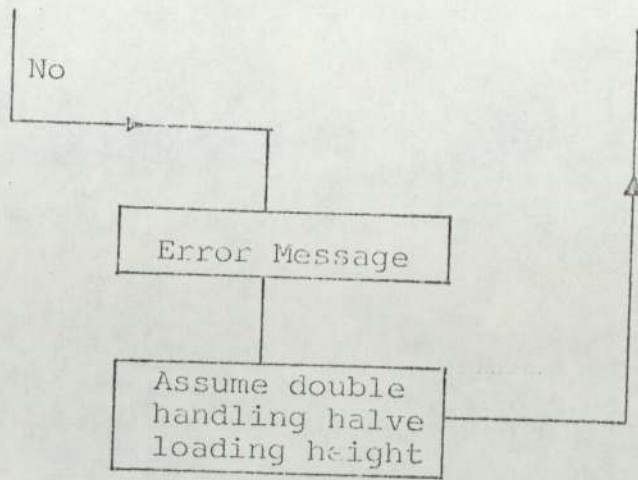 No
Error Message
Assume double
handling halve
loading height